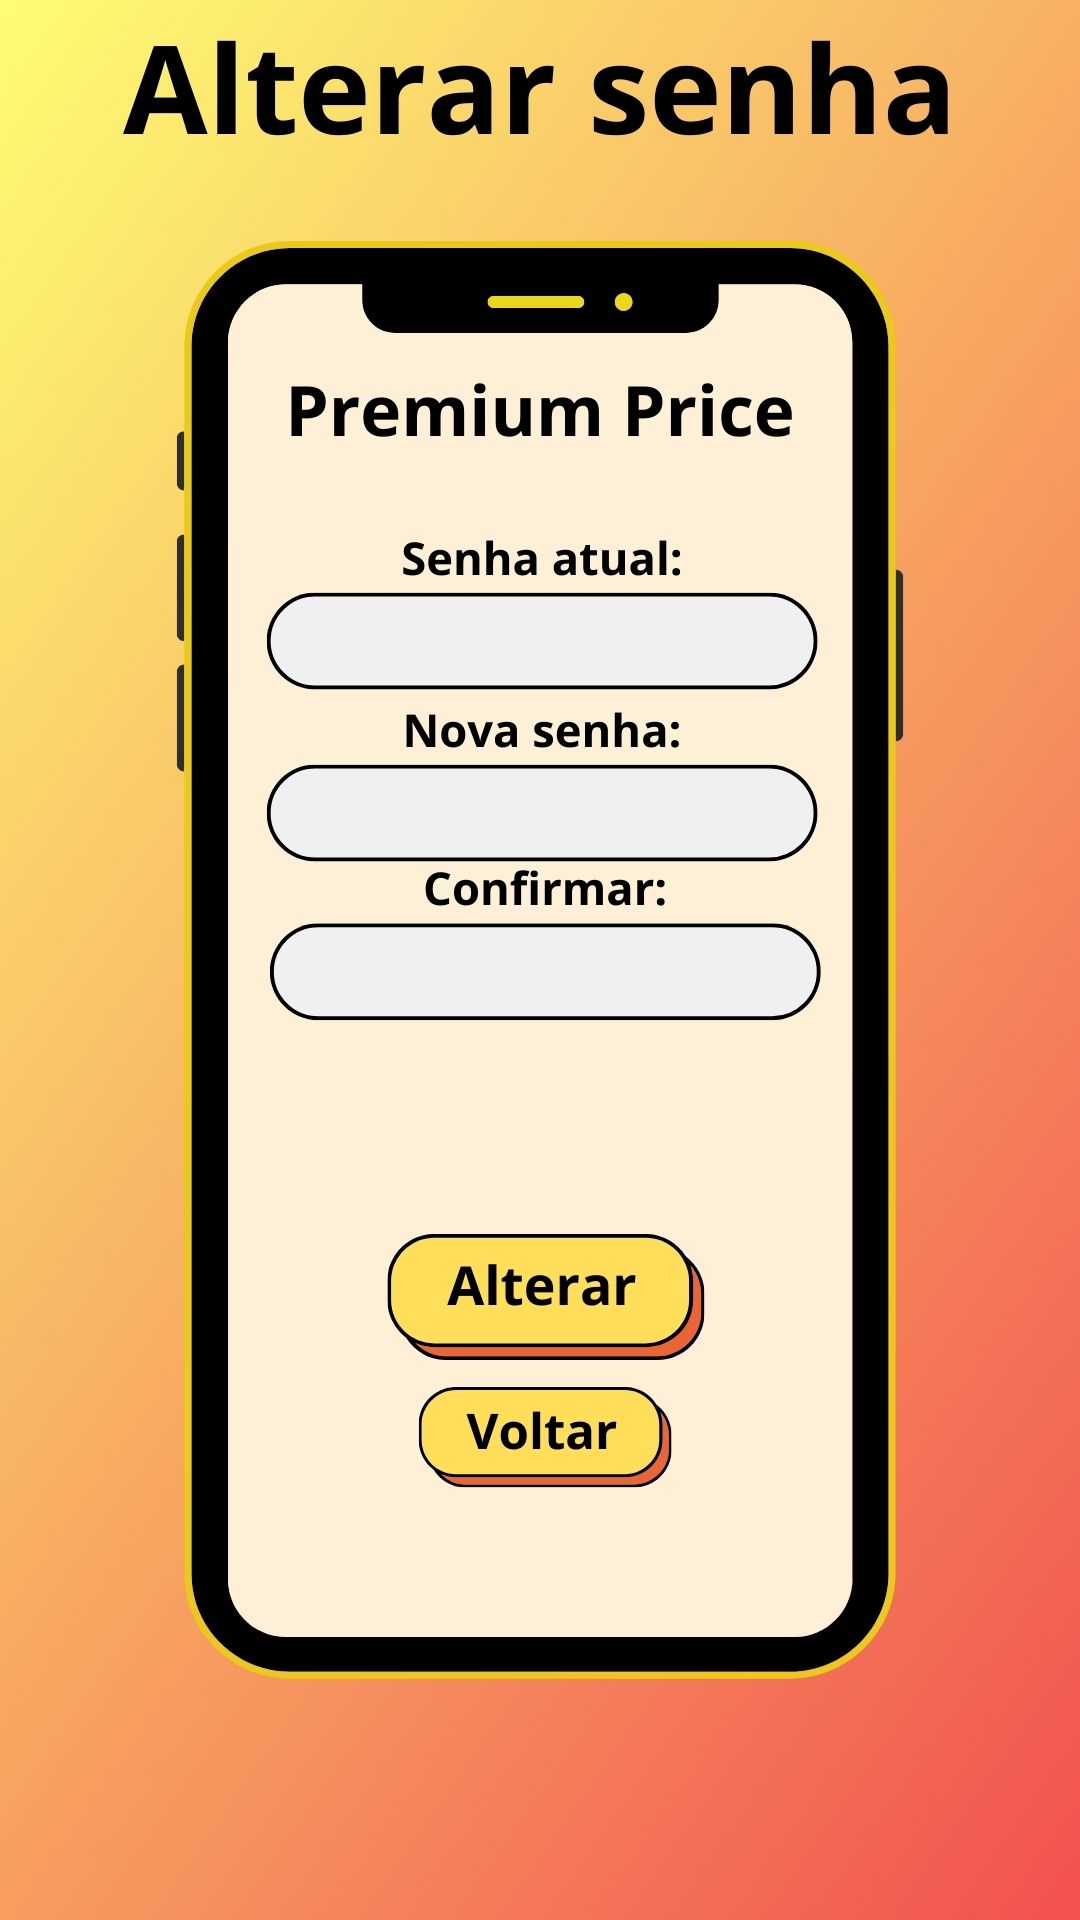 Alterar senha
Premium Price
Senha atual:
Nova senha:
Confirmar:
Alterar
Voltar